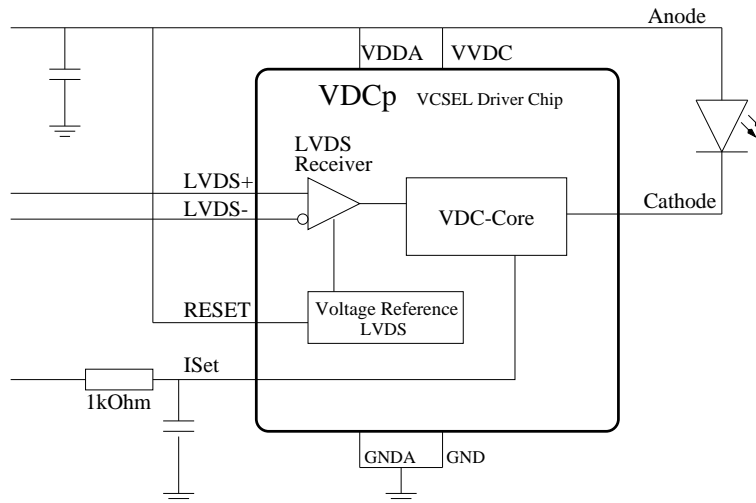 Anode
VDDA
VVDC
VDCp VCSEL Driver Chip
LVDS
Receiver
LVDS+
LVDS-
VDC-Core
Cathode
RESET
Voltage Reference
LVDS
ISet
1kOhm
GNDA
GND